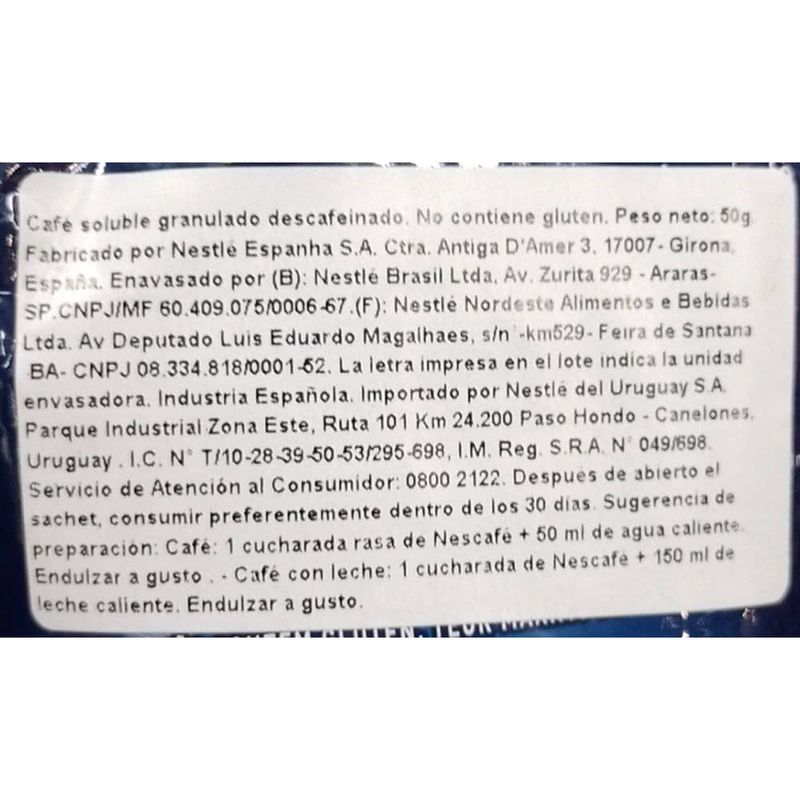 Café soluble granulado descafeinado. No contiene gluten. Peso neto: 50g.
Fabricado por Nestlé Espanha S.A. Ctra. Antiga D'Amer 3, 17007- Girona,
España. Enavasado por (B): Nestlé Brasil Ltda. Av. Zurita 929 - Araras-
SP.CNPJ/MF 60.409.075/0006-67.(F): Nestlé Nordeste Alimentos e Bebidas
Ltda. Av Deputado Luis Eduardo Magalhaes, s/n°-km529- Feira de Santana
BA- CNPJ 08.334.818/0001-52. La letra impresa en el lote indica la unidad
envasadora. Industria Española. Importado por Nestlé del Uruguay S.A.
Parque Industrial Zona Este, Ruta 101 Km 24.200 Paso Hondo - Canelones.
Uruguay . I.C. N° T/10-28-39-50-53/295-698, I.M. Reg. S.R.A. N° 049/698.
Servicio de Atención al Consumidor: 0800 2122. Después de abierto el
sachet, consumir preferentemente dentro de los 30 días. Sugerencia de
preparación: Café: 1 cucharada rasa de Nescafé + 50 ml de agua caliente.
Endulzar a gusto . - Café con leche: 1 cucharada de Nescafé + 150 ml de
leche caliente. Endulzar a gusto.